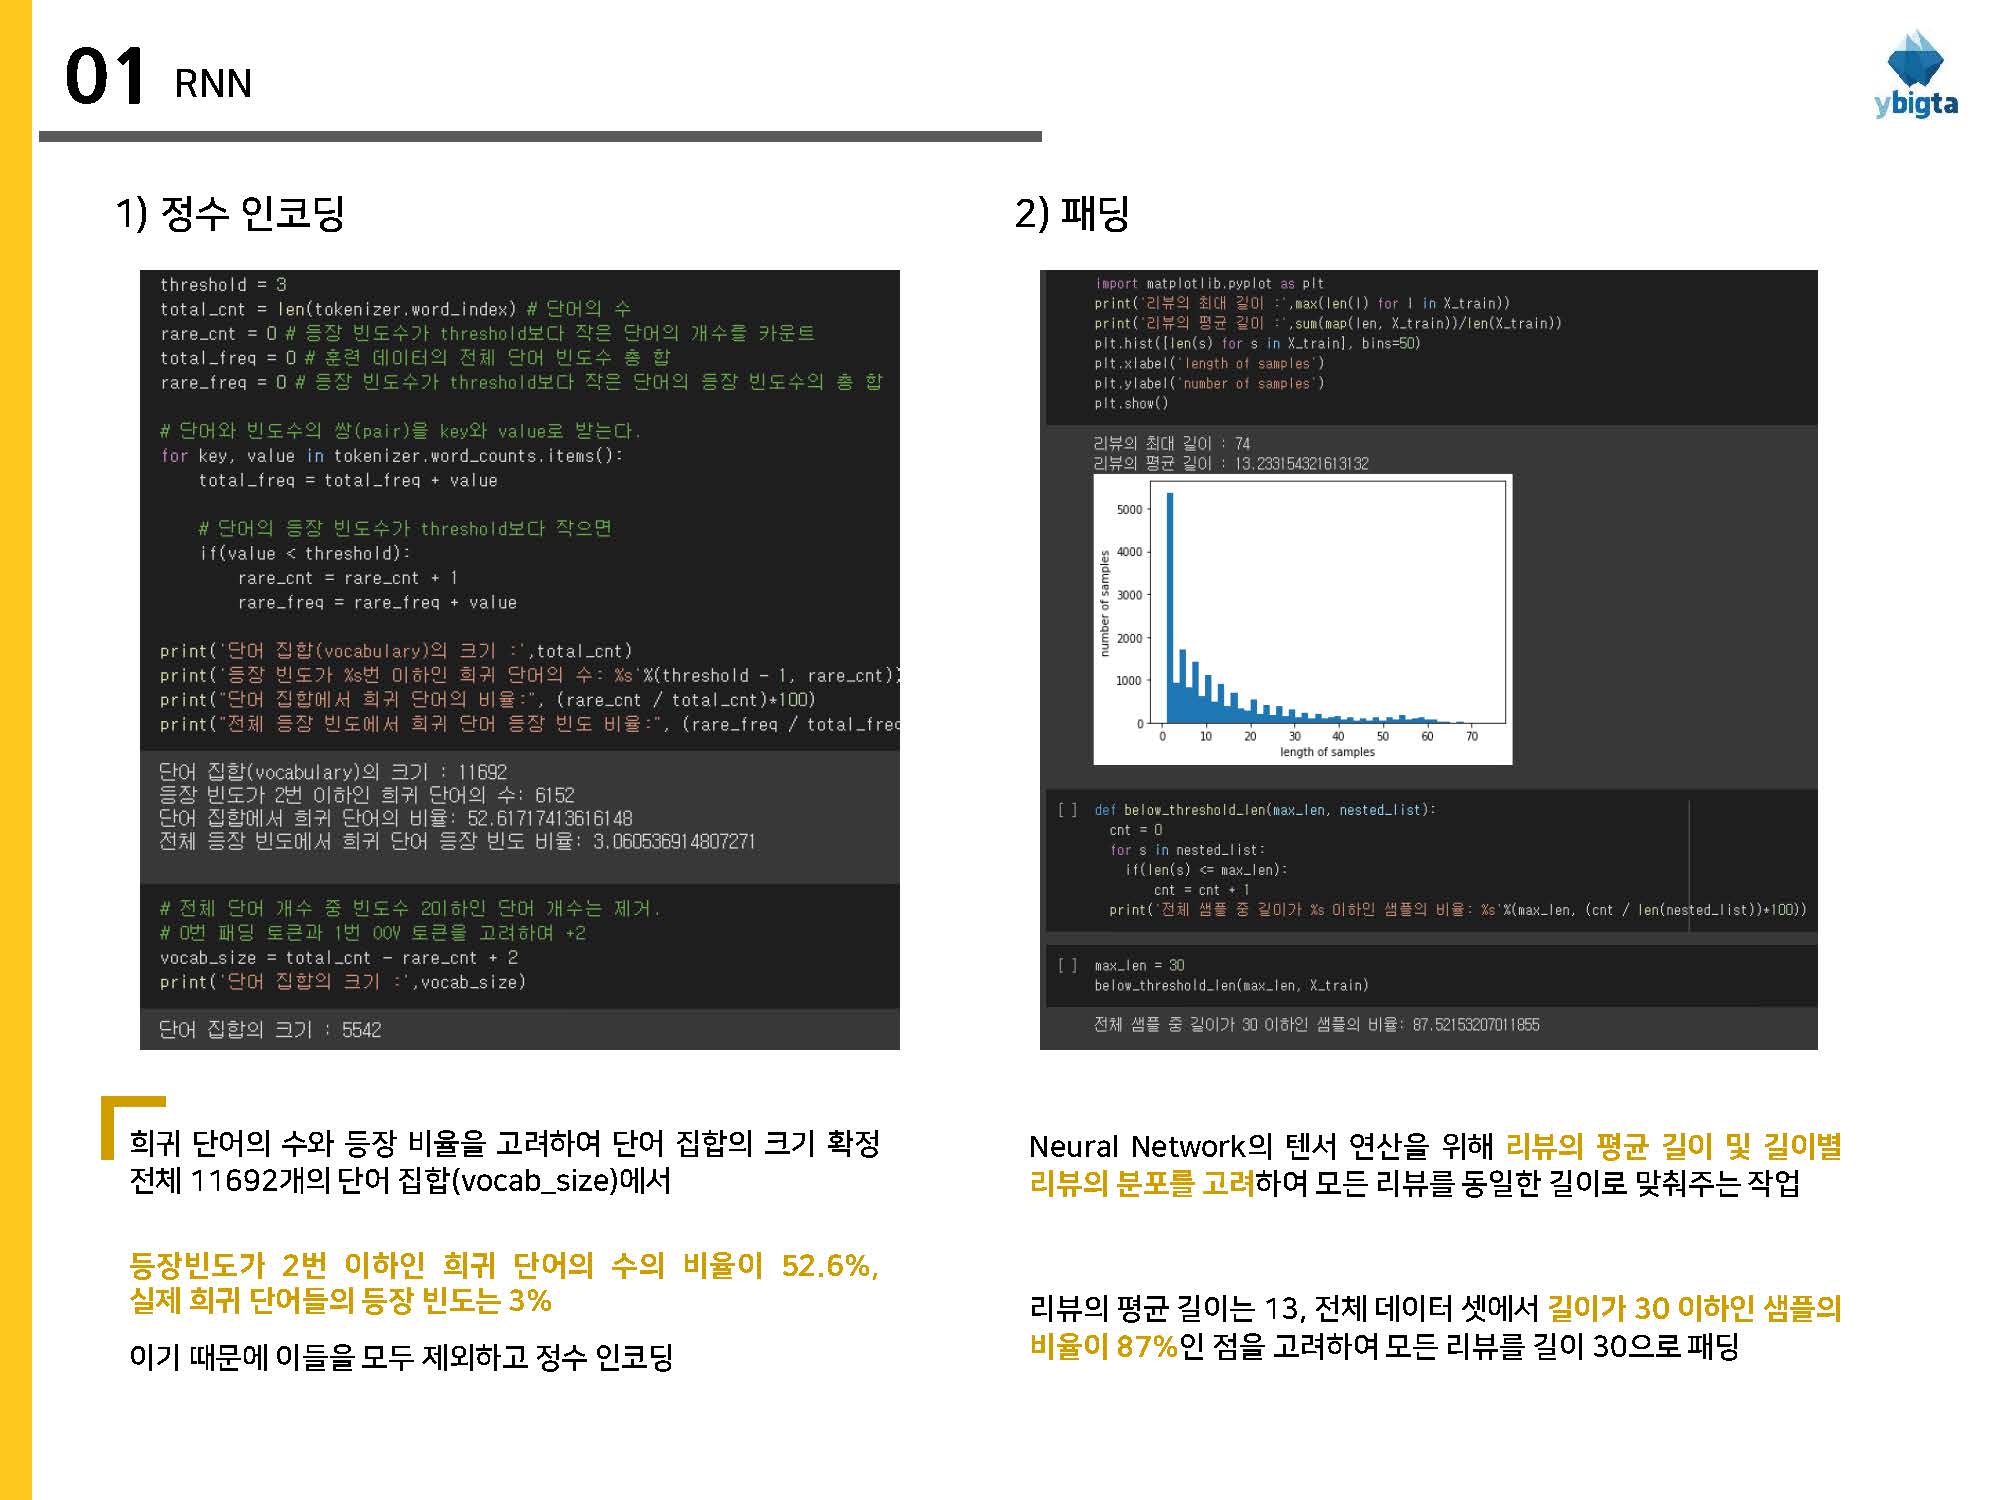 01 RNN
ybigta
1) 정수 인코딩
threshold = 3
total_cnt = len(tokenizer.word_index) # 단어의 수
rare_cnt = 0 # 등장 빈도수가 threshold보다 작은 단어의 개수를 카운트
total_freq = 0 # 훈련 데이터의 전체 단어 빈도수 총 합
rare_freq = 0 # 등장 빈도수가 threshold보다 작은 단어의 등장 빈도수의 총 합
# 단어와 빈도수의 쌍(pair)을 key와 value로 받는다.
for key, value in tokenizer.word_counts.items():
total_freq = total_freq + value
# 단어의 등장 빈도수가 threshold보다 작으면
if(value < threshold):
rare_cnt = rare_cnt + 1
rare_freq = rare_freq + value
print('단어 집합(vocabulary)의 크기 :',total_cnt)
print('등장 빈도가 %s번 이하인 희귀 단어의 수: %s'%(threshold - 1, rare_cnt))
print("단어 집합에서 희귀 단어의 비율:", (rare_cnt / total_cnt)*100)
print("전체 등장 빈도에서 희귀 단어 등장 빈도 비율:", (rare_freq / total_freq
단어 집합(vocabulary)의 크기 : 11692
등장 빈도가 2번 이하인 희귀 단어의 수: 6152
단어 집합에서 희귀 단어의 비율: 52.61717413616148
전체 등장 빈도에서 희귀 단어 등장 빈도 비율: 3.060536914807271
# 전체 단어 개수 중 빈도수 2이하인 단어 개수는 제거.
# 0번 패딩 토큰과 1번 OOV 토큰을 고려하여 +2
vocab_size = total_cnt - rare_cnt + 2
print('단어 집합의 크기 :',vocab_size)
단어 집합의 크기 : 5542
희귀 단어의 수와 등장 비율을 고려하여 단어 집합의 크기 확정
전체 11692개의 단어 집합(vocab_size)에서
등장빈도가 2번 이하인 희귀 단어의 수의 비율이 52.6%,
실제 희귀 단어들의 등장 빈도는 3%
이기 때문에 이들을 모두 제외하고 정수 인코딩
2) 패딩
import matplotlib.pyplot as plt
print('리뷰의 최대 길이 :',max(len(l) for l in X_train))
print('리뷰의 평균 길이 :',sum(map(len, X_train))/len(X_train))
plt.hist([len(s) for s in X_train], bins=50)
plt.xlabel('length of samples')
plt.ylabel('number of samples')
plt.show()
리뷰의 최대 길이 : 74
리뷰의 평균 길이 : 13.233154321613132
number of samples
5000
4000
3000
2000
1000
0
0 10 20 30 40 50 60 70
length of samples
[ ] def below_threshold_len(max_len, nested_list):
cnt = 0
for s in nested_list:
if(len(s) <= max_len):
cnt = cnt + 1
print('전체 샘플 중 길이가 %s 이하인 샘플의 비율: %s'%(max_len, (cnt / len(nested_list))*100))
[ ] max_len = 30
below_threshold_len(max_len, X_train)
전체 샘플 중 길이가 30 이하인 샘플의 비율: 87.52153207011855
Neural Network의 텐서 연산을 위해 리뷰의 평균 길이 및 길이별
리뷰의 분포를 고려하여 모든 리뷰를 동일한 길이로 맞춰주는 작업
리뷰의 평균 길이는 13, 전체 데이터 셋에서 길이가 30 이하인 샘플의
비율이 87%인 점을 고려하여 모든 리뷰를 길이 30으로 패딩